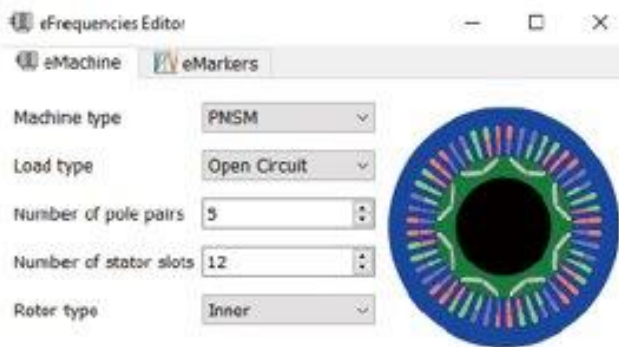 eFrequencies Editor
eMachine eMarkers
Machine type PMSM
Load type Open Circuit
Number of pole pairs 5
Number of stator slots 12
Rotor type Inner